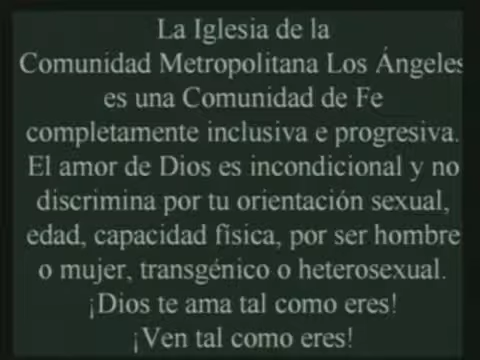 La Iglesia de la
Comunidad Metropolitana Los Ángeles
es una Comunidad de Fe
completamente inclusiva e progresiva.
El amor de Dios es incondicional y no
discrimina por tu orientación sexual,
edad, capacidad física, por ser hombre
o mujer, transgénico o heterosexual.
¡Dios te ama tal como eres!
¡Ven tal como eres!